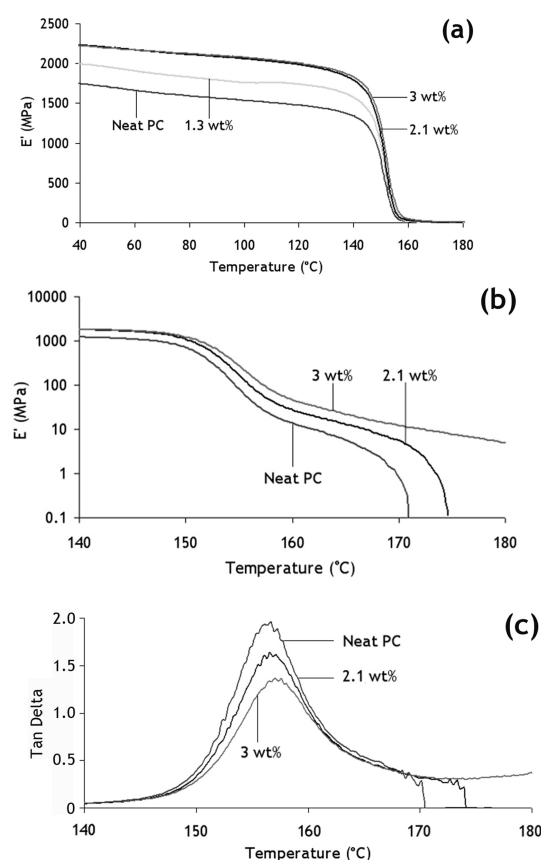 (a)
2500
2000
1500
1000
500
0
E' (MPa)
3 wt%
2.1 wt%
Neat PC
1.3 wt%
40
60
80
100
120
140
160
180
Temperature (°C)
(b)
10000
1000
100
10
1
0.1
E' (MPa)
3 wt%
2.1 wt%
Neat PC
140
150
160
170
180
Temperature (°C)
(c)
2.0
1.5
1.0
0.5
0
Tan Delta
Neat PC
2.1 wt%
3 wt%
140
150
160
170
180
Temperature (°C)